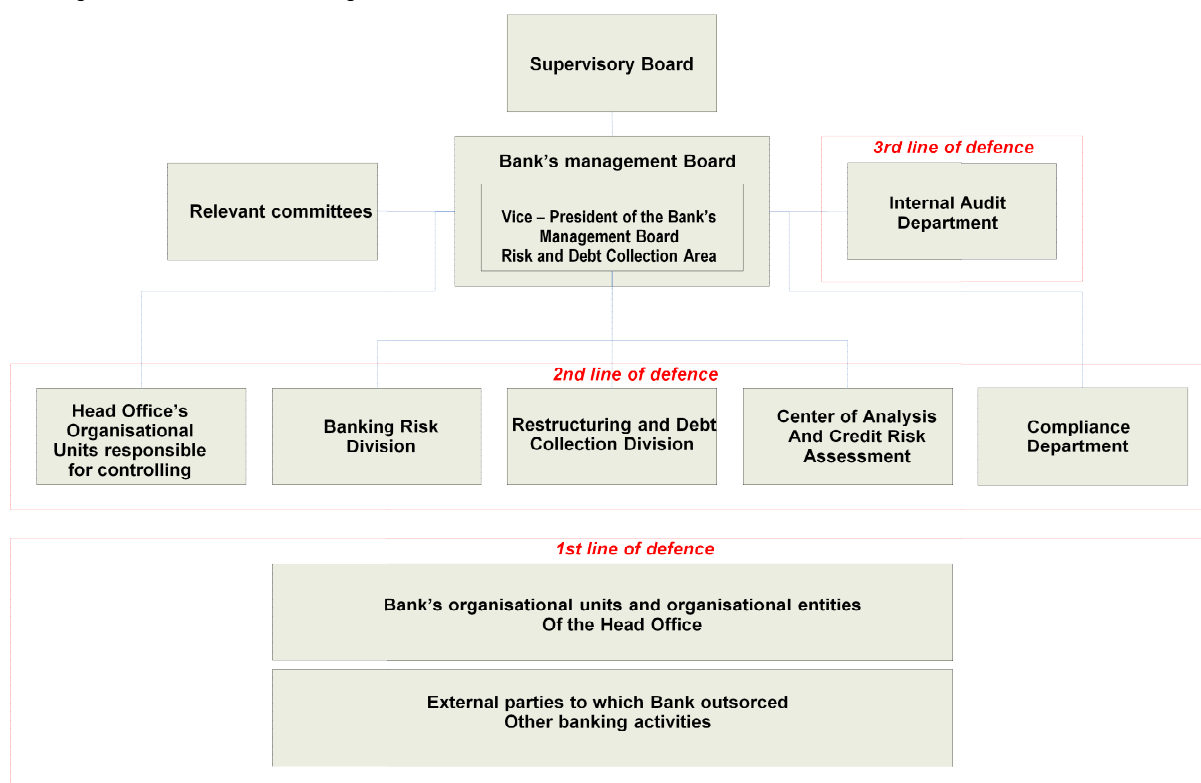 Supervisory Board
Bank's management Board
3rd line of defence
Relevant committees
Vice – President of the Bank's
Management Board
Risk and Debt Collection Area
Internal Audit
Department
2nd line of defence
Head Office's
Organisational
Units responsible
for controlling
Banking Risk
Division
Restructuring and Debt
Collection Division
Center of Analysis
And Credit Risk
Assessment
Compliance
Department
1st line of defence
Bank's organisational units and organisational entities
Of the Head Office
External parties to which Bank outsorced
Other banking activities